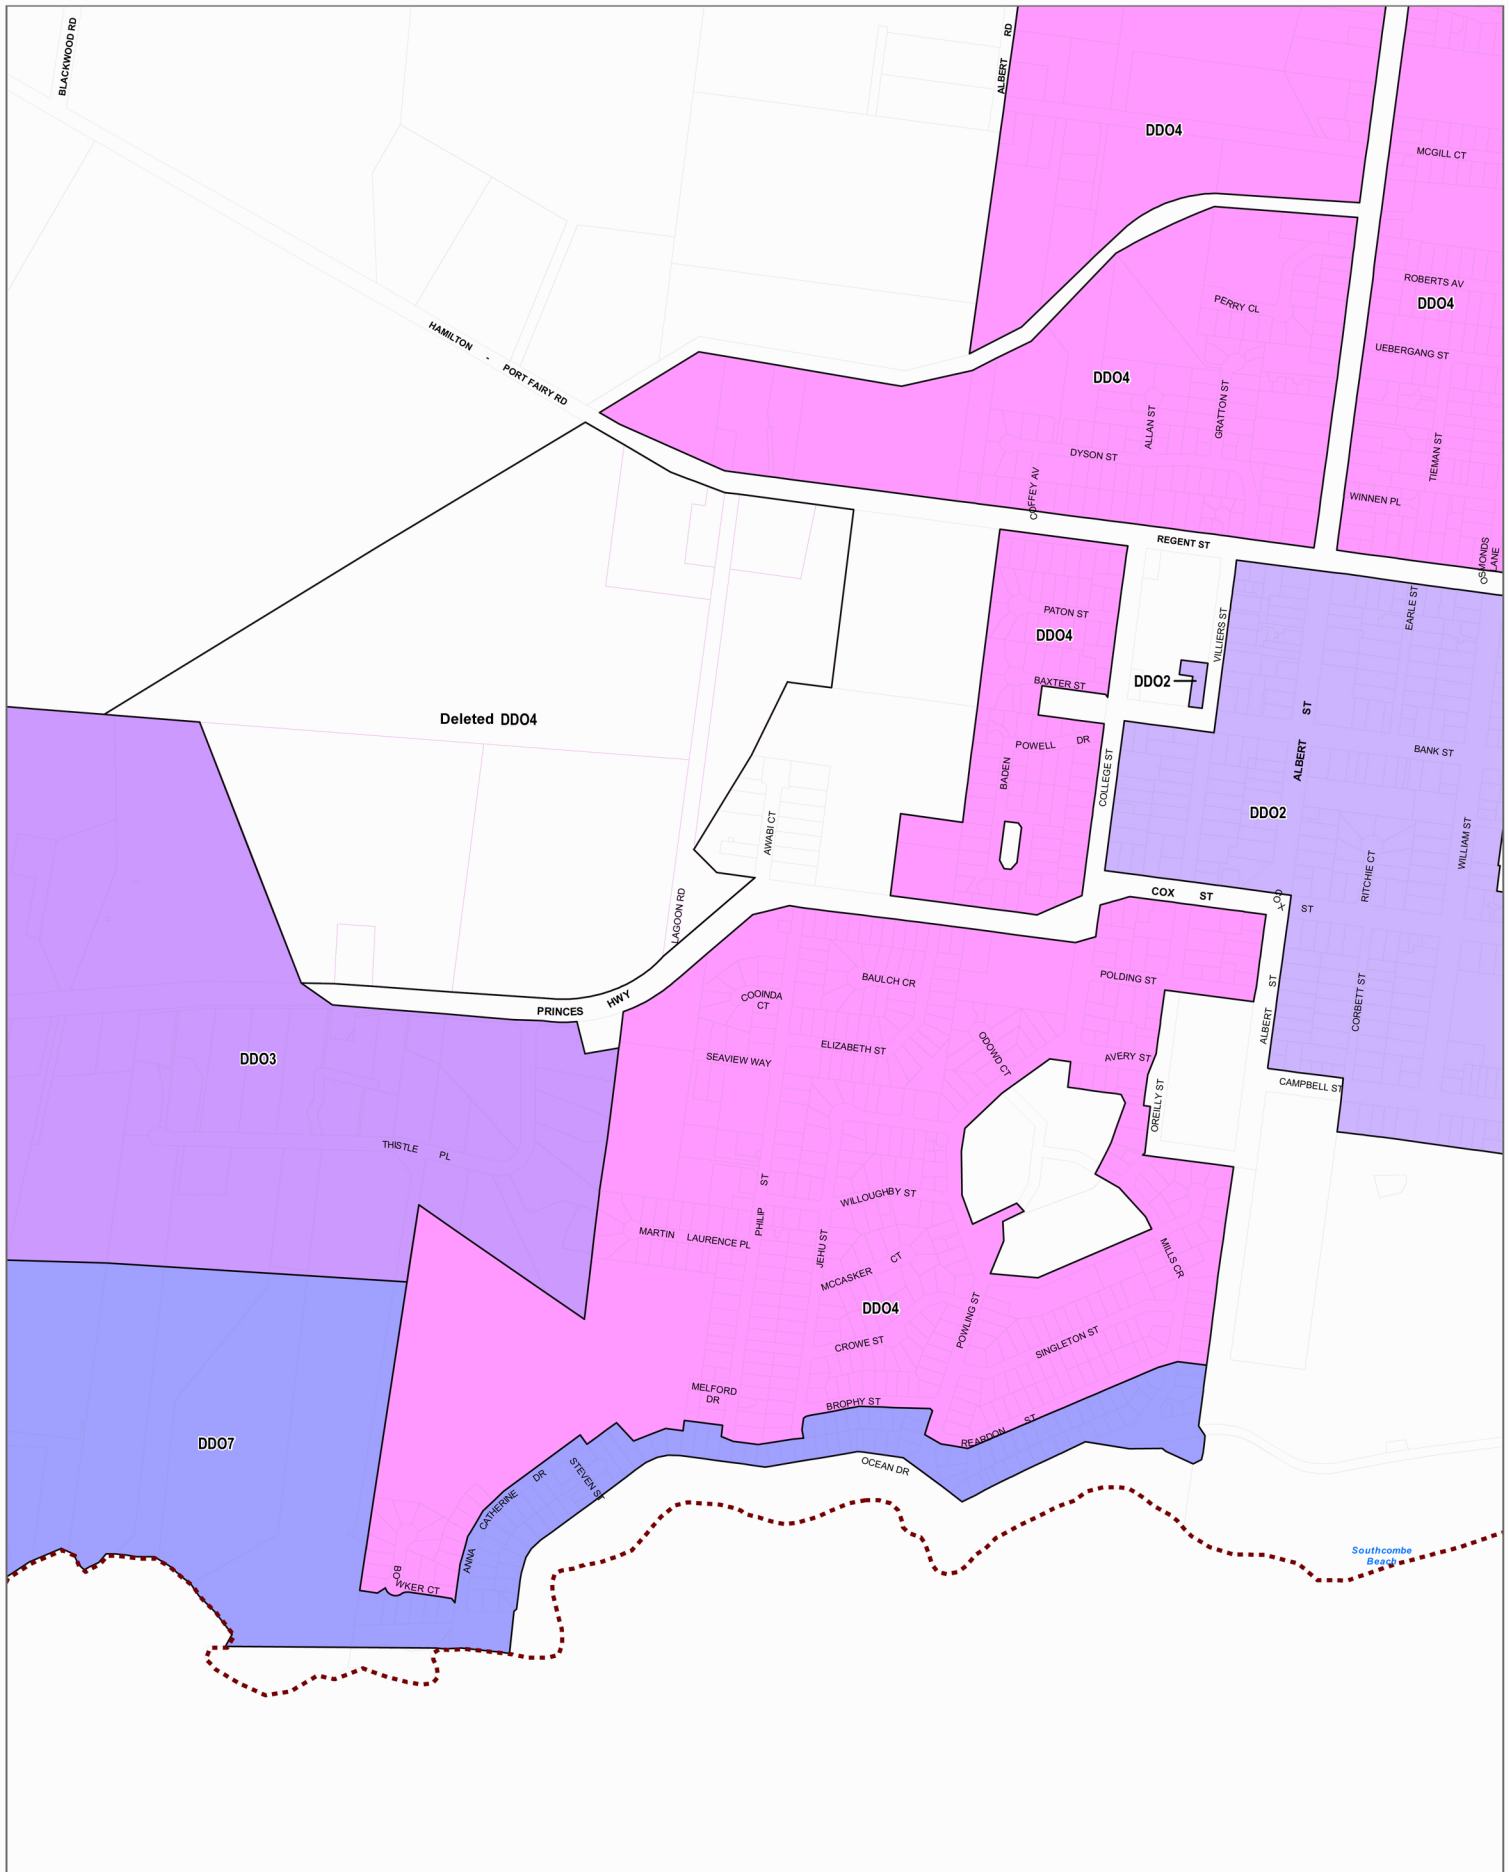 BLACKWOOD RD
ALBERT RD
DDO4
MCGILL CT
ROBERTS AV
DDO4
PERRY CL
HAMILTON - PORT FAIRY RD
UEBERGANG ST
DDO4
GRATTON ST
ALLAN ST
DYSON ST
TIEMAN ST
COFFEY AV
WINNEN PL
REGENT ST
OSMONDS
LANE
EARLE ST
PATON ST
VILLIERS ST
DDO4
DDO2
BAXTER ST
Deleted DDO4
ALBERT ST
POWELL DR
BANK ST
BADEN
COLLEGE ST
DDO2
AWABI CT
WILLIAM ST
RITCHIE CT
COX ST
COX ST
LAGOON RD
BAULCH CR
POLDING ST
COOINDA
CT
PRINCES HWY
ALBERT ST
CORBETT ST
ELIZABETH ST
ODOWD CT
SEAVIEW WAY
AVERY ST
DDO3
CAMPBELL ST
OREILLY ST
THISTLE PL
WILLOUGHBY ST
PHILIP ST
MARTIN
LAURENCE PL
JEHU ST
MILLS CR
MCCASKER CT
DDO4
POWLING ST
CROWE ST
SINGLETON ST
MELFORD
DR
BROPHY ST
REARDON ST
DDO7
OCEAN DR
STEVEN ST
ANNA CATHERINE DR
BOWKER CT
Southcombe
Beach